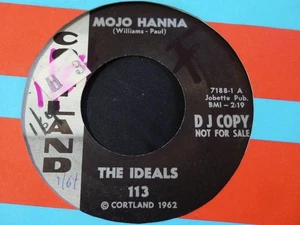 MOJO HANNA
(Williams - Paul)
7188-1 A
Jobette Pub.
BMI - 2:19
D J COPY
NOT FOR SALE
THE IDEALS
113
© CORTLAND 1962